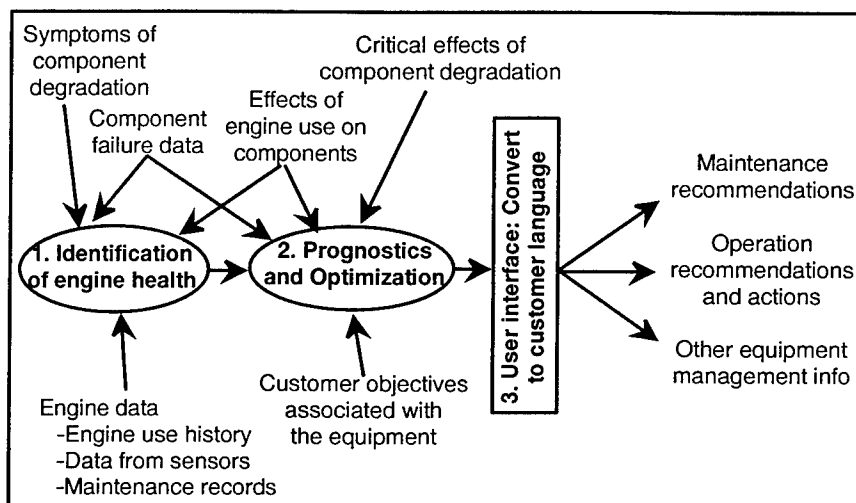 Symptoms of
component
degradation
Component
failure data
Effects of
engine use on
components
Critical effects of
component degradation
1. Identification
of engine health
2. Prognostics
and Optimization
3. User interface: Convert
to customer language
Maintenance
recommendations
Operation
recommendations
and actions
Other equipment
management info
Engine data
-Engine use history
-Data from sensors
-Maintenance records
Customer objectives
associated with
the equipment